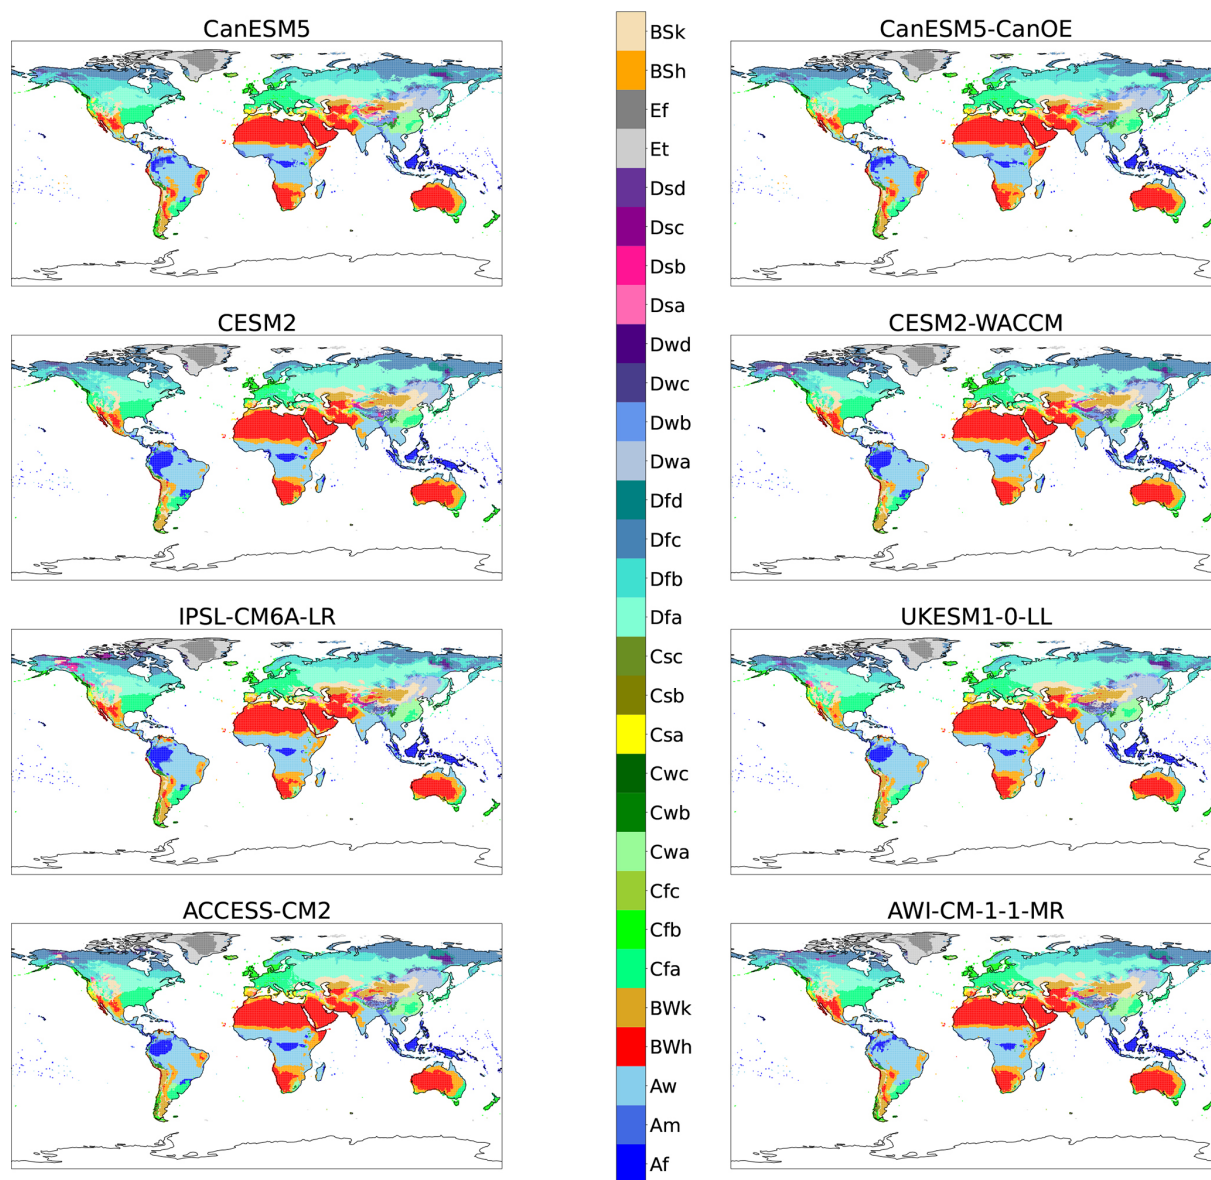 CanESM5
CanESM5-CanOE
CESM2
CESM2-WACCM
IPSL-CM6A-LR
UKESM1-0-LL
ACCESS-CM2
AWI-CM-1-1-MR
BSk
BSh
Ef
Et
Dsd
Dsc
Dsb
Dsa
Dwd
Dwc
Dwb
Dwa
Dfd
Dfc
Dfb
Dfa
Csc
Csb
Csa
Cwc
Cwb
Cwa
Cfc
Cfb
Cfa
BWk
BWh
Aw
Am
Af